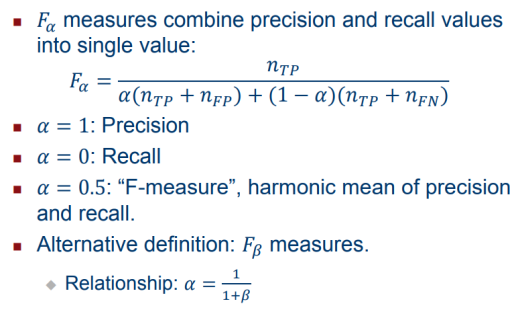 ▪ F_α measures combine precision and recall values
into single value:
F_α = n_TP / (α(n_TP + n_FP) + (1 − α)(n_TP + n_FN))
▪ α = 1: Precision
▪ α = 0: Recall
▪ α = 0.5: “F-measure”, harmonic mean of precision
and recall.
▪ Alternative definition: F_β measures.
◆ Relationship: α = 1 / (1+β)